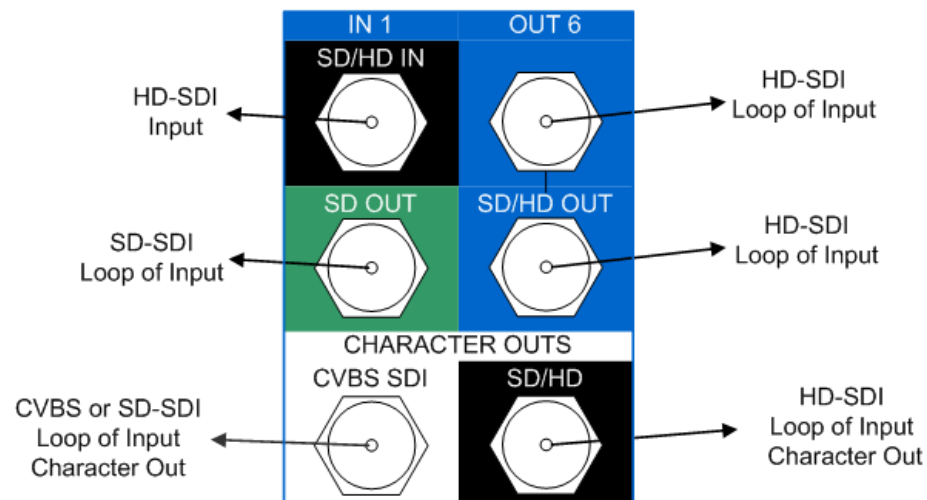 IN 1
OUT 6
SD/HD IN
HD-SDI
Input
HD-SDI
Loop of Input
SD OUT
SD/HD OUT
SD-SDI
Loop of Input
HD-SDI
Loop of Input
CHARACTER OUTS
CVBS SDI
SD/HD
CVBS or SD-SDI
Loop of Input
Character Out
HD-SDI
Loop of Input
Character Out